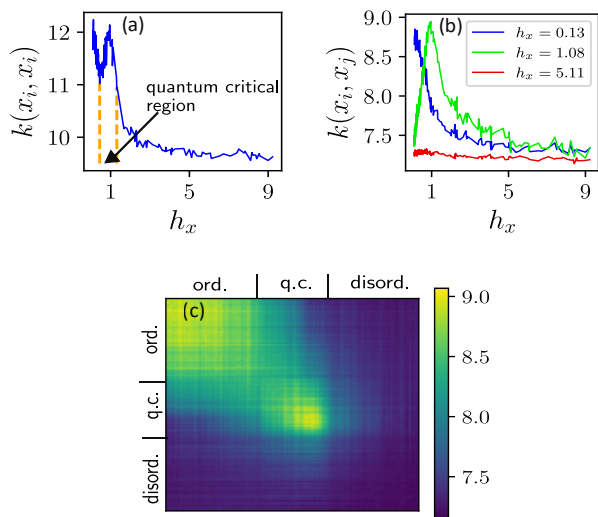 (a)
12
11
10
k(x_i, x_i)
quantum critical
region
1
5
9
h_x
(b)
9.0
8.5
8.0
7.5
k(x_i, x_j)
h_x = 0.13
h_x = 1.08
h_x = 5.11
1
5
9
h_x
ord.
q.c.
disord.
(c)
ord.
q.c.
disord.
9.0
8.5
8.0
7.5